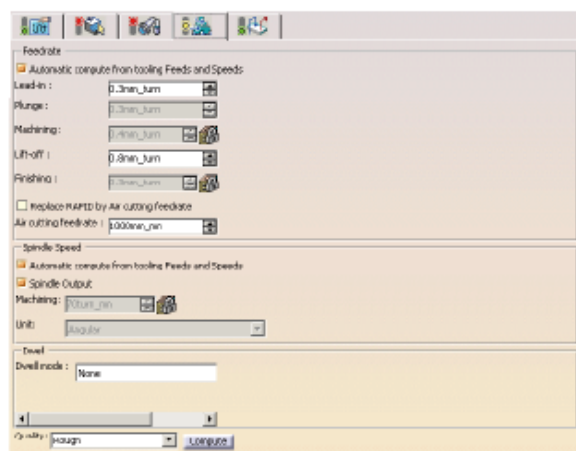 Feedrate
Automatic compute from tooling Feeds and Speeds
Lead-in : 0.3mm_turn
Plunge : 0.3mm_turn
Machining : 0.4mm_turn
Lift-off : 0.8mm_turn
Finishing : 0.3mm_turn
Replace RAPID by Air cutting feedrate
Air cutting feedrate : 1000mm_mn
Spindle Speed
Automatic compute from tooling Feeds and Speeds
Spindle Output
Machining: 70turn_mn
Unit: Angular
Dwell
Dwell mode : None
Quality: Rough Compute